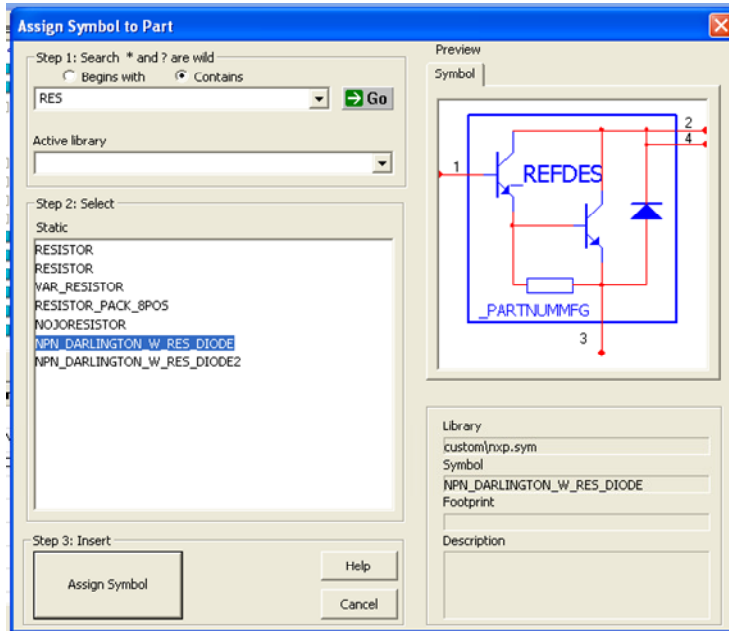 Assign Symbol to Part
Step 1: Search * and ? are wild
Begins with
Contains
RES
Go
Active library
Step 2: Select
Static
RESISTOR
RESISTOR
VAR_RESISTOR
RESISTOR_PACK_8POS
NOJORESISTOR
NPN_DARLINGTON_W_RES_DIODE
NPN_DARLINGTON_W_RES_DIODE2
Step 3: Insert
Assign Symbol
Help
Cancel
Preview
Symbol
2
4
1
_REFDES
_PARTNUMMFG
3
Library
custom\nxp.sym
Symbol
NPN_DARLINGTON_W_RES_DIODE
Footprint
Description